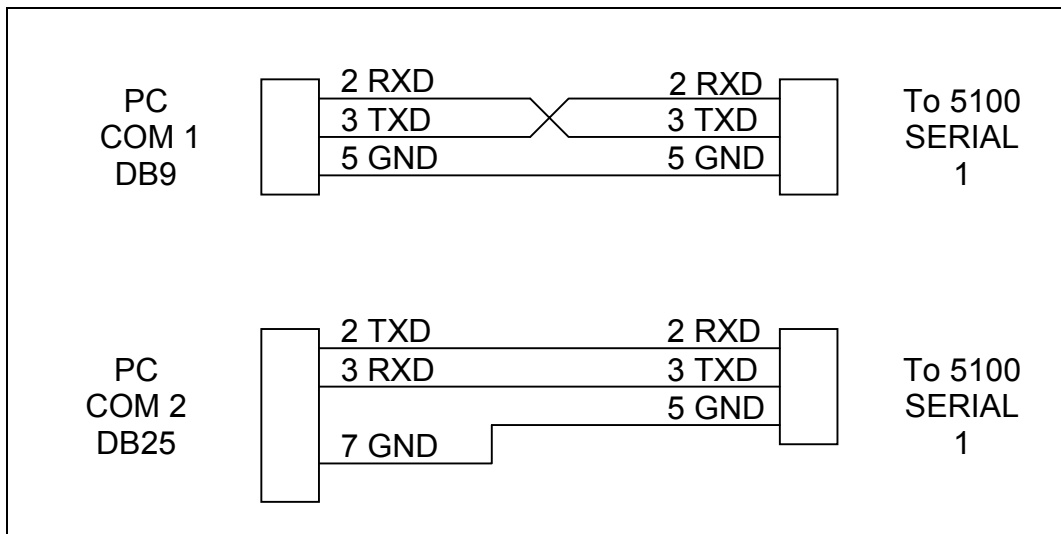 PC
COM 1
DB9
2 RXD
3 TXD
5 GND
2 RXD
3 TXD
5 GND
To 5100
SERIAL
1
PC
COM 2
DB25
2 TXD
3 RXD
7 GND
2 RXD
3 TXD
5 GND
To 5100
SERIAL
1